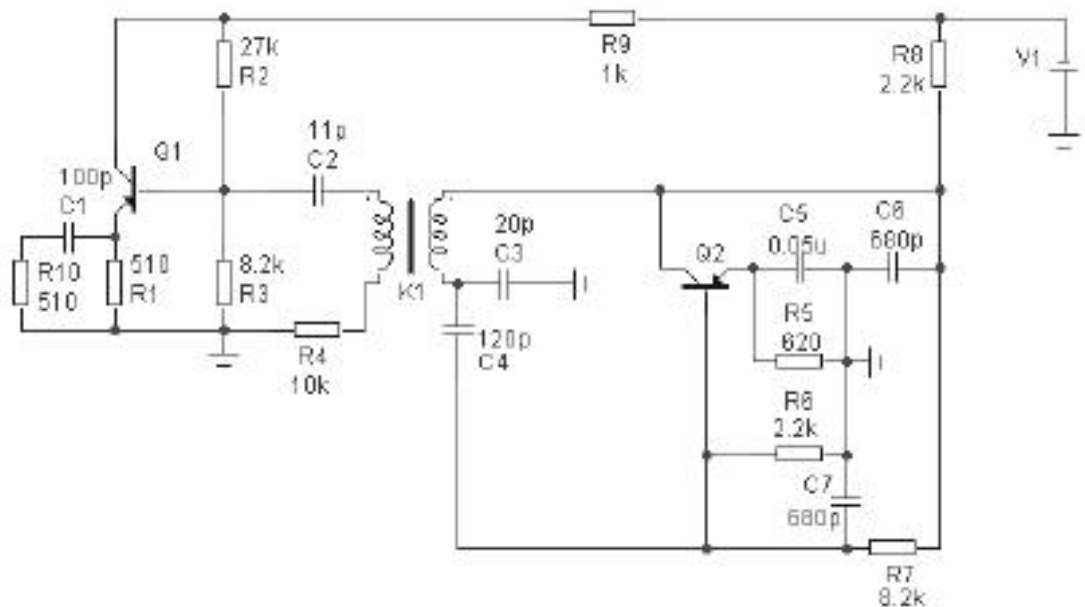 27k
R2
R9
1k
R8
2.2k
V1
Q1
11p
C2
100p
C1
R10
510
510
R1
8.2k
R3
R4
10k
K1
20p
C3
120p
C4
Q2
C5
0.05u
C6
680p
R5
620
R6
2.2k
C7
680p
R7
8.2k